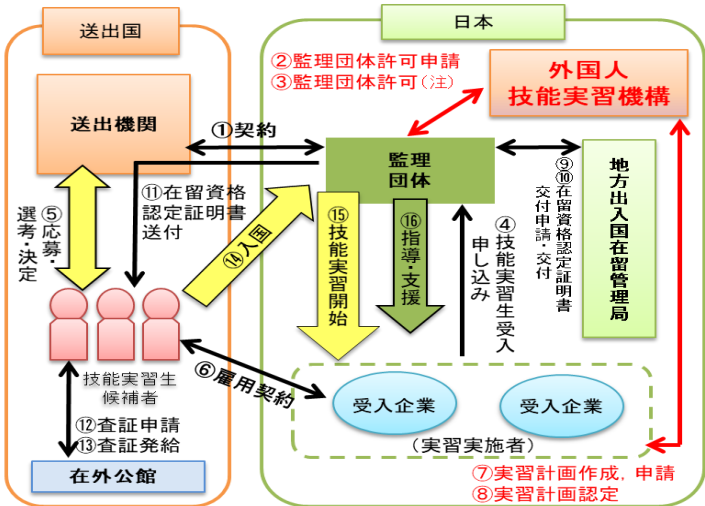 送出国
日本
②監理団体許可申請
③監理団体許可(注)
外国人
技能実習機構
送出機関
①契約
監理
団体
⑨⑩在留資格認定証明書
交付申請・交付
地方出入国在留管理局
⑤応募・
選考・決定
⑪在留資格
認定証明書
送付
⑭入国
⑮技能実習開始
⑯指導・支援
④技能実習生受入
申し込み
技能実習生
候補者
⑥雇用契約
受入企業
受入企業
(実習実施者)
⑫査証申請
⑬査証発給
在外公館
⑦実習計画作成，申請
⑧実習計画認定